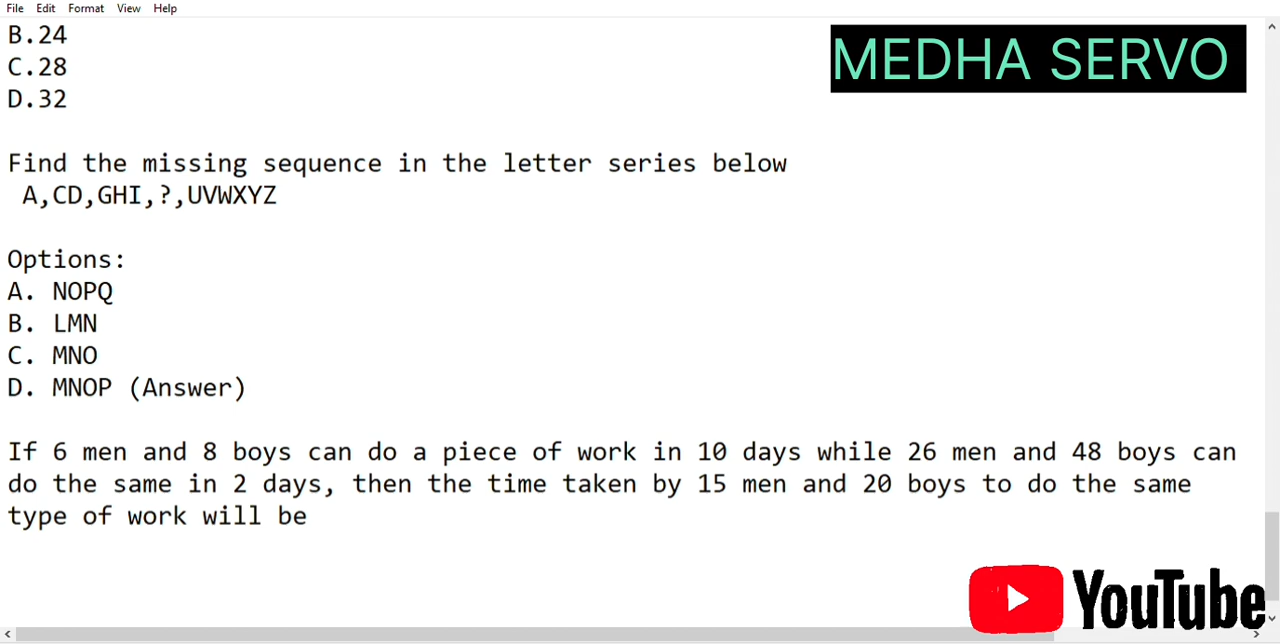 File Edit Format View Help
B.24
C.28
D.32
MEDHA SERVO
Find the missing sequence in the letter series below
A,CD,GHI,?,UVWXYZ
Options:
A. NOPQ
B. LMN
C. MNO
D. MNOP (Answer)
If 6 men and 8 boys can do a piece of work in 10 days while 26 men and 48 boys can
do the same in 2 days, then the time taken by 15 men and 20 boys to do the same
type of work will be
YouTube